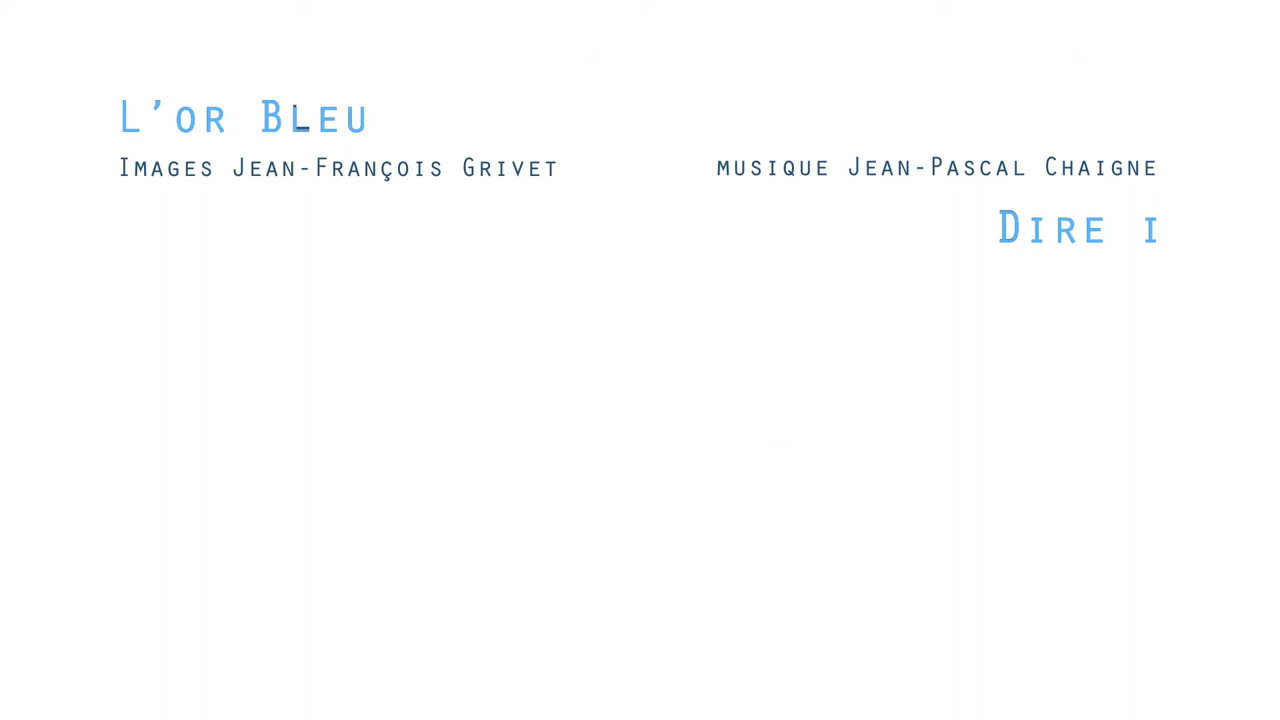 L’or Bleu
Images Jean-François Grivet
musique Jean-Pascal Chaigne
Dire i